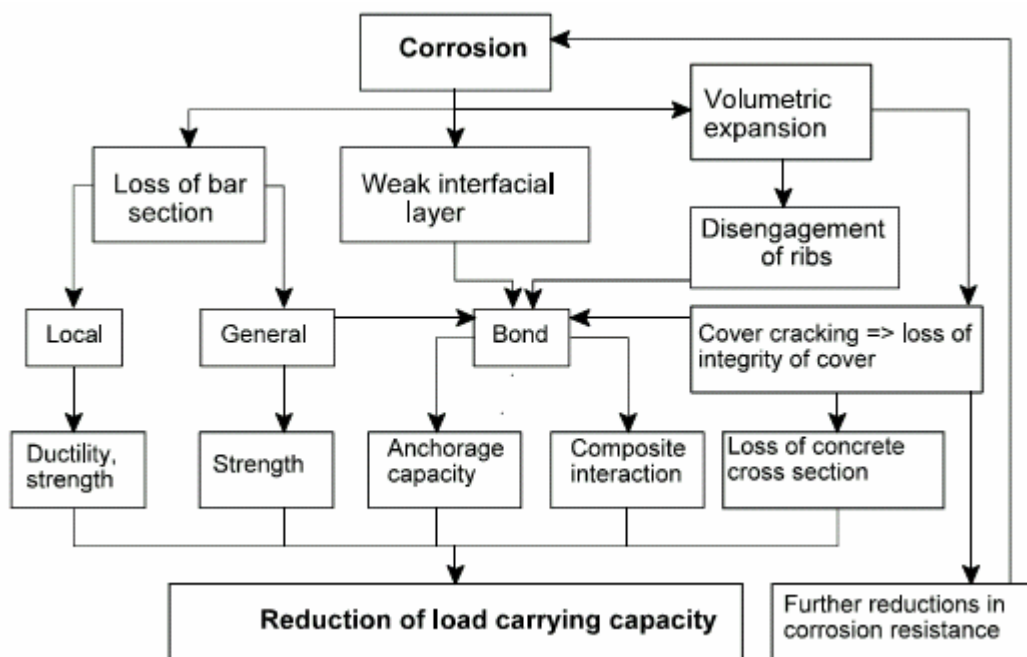 Corrosion
Volumetric
expansion
Loss of bar
section
Weak interfacial
layer
Disengagement
of ribs
Local
General
Bond
Cover cracking => loss of
integrity of cover
Ductility,
strength
Strength
Anchorage
capacity
Composite
interaction
Loss of concrete
cross section
Reduction of load carrying capacity
Further reductions in
corrosion resistance